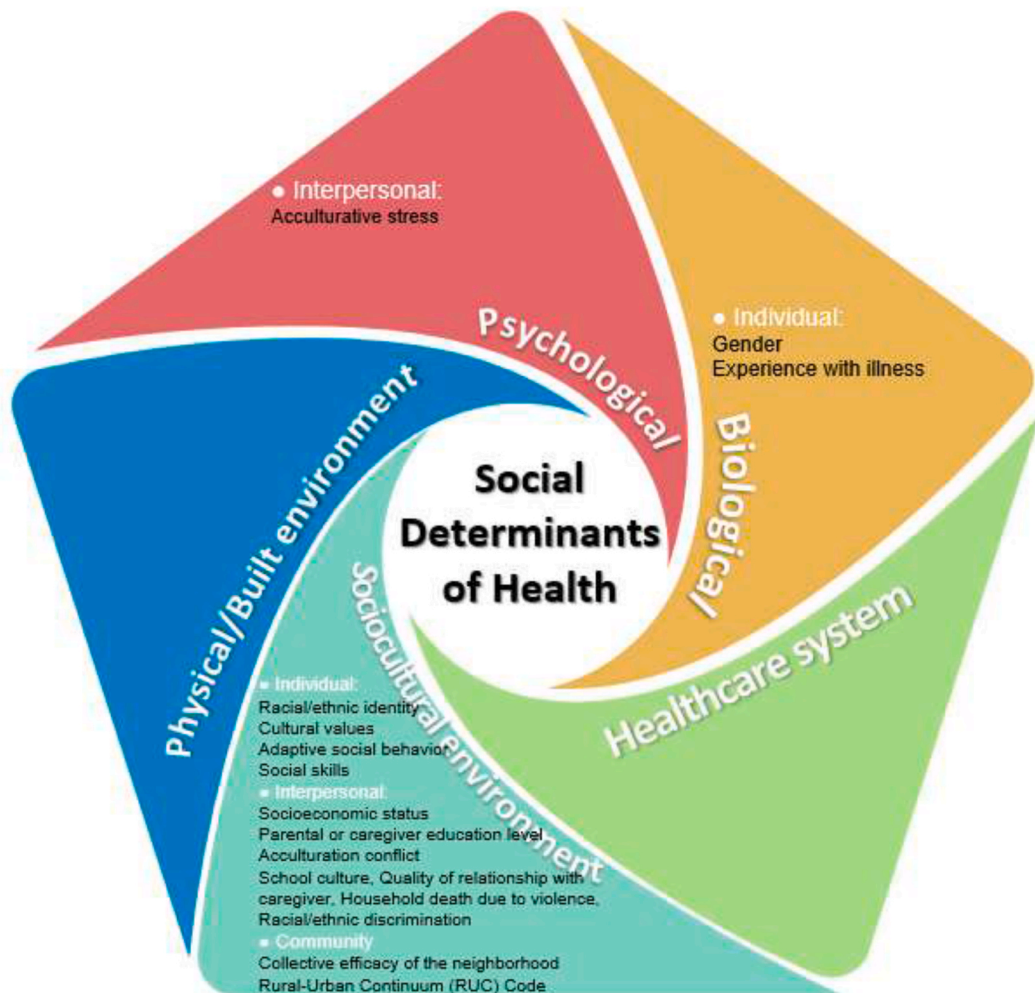 ● Interpersonal:
Acculturative stress
Psychological
● Individual:
Gender
Experience with illness
Biological
Physical/Built environment
Social
Determinants
of Health
Healthcare system
Sociocultural environment
● Individual:
Racial/ethnic identity
Cultural values
Adaptive social behavior
Social skills
● Interpersonal:
Socioeconomic status
Parental or caregiver education level
Acculturation conflict
School culture, Quality of relationship with
caregiver, Household death due to violence,
Racial/ethnic discrimination
● Community
Collective efficacy of the neighborhood
Rural-Urban Continuum (RUC) Code